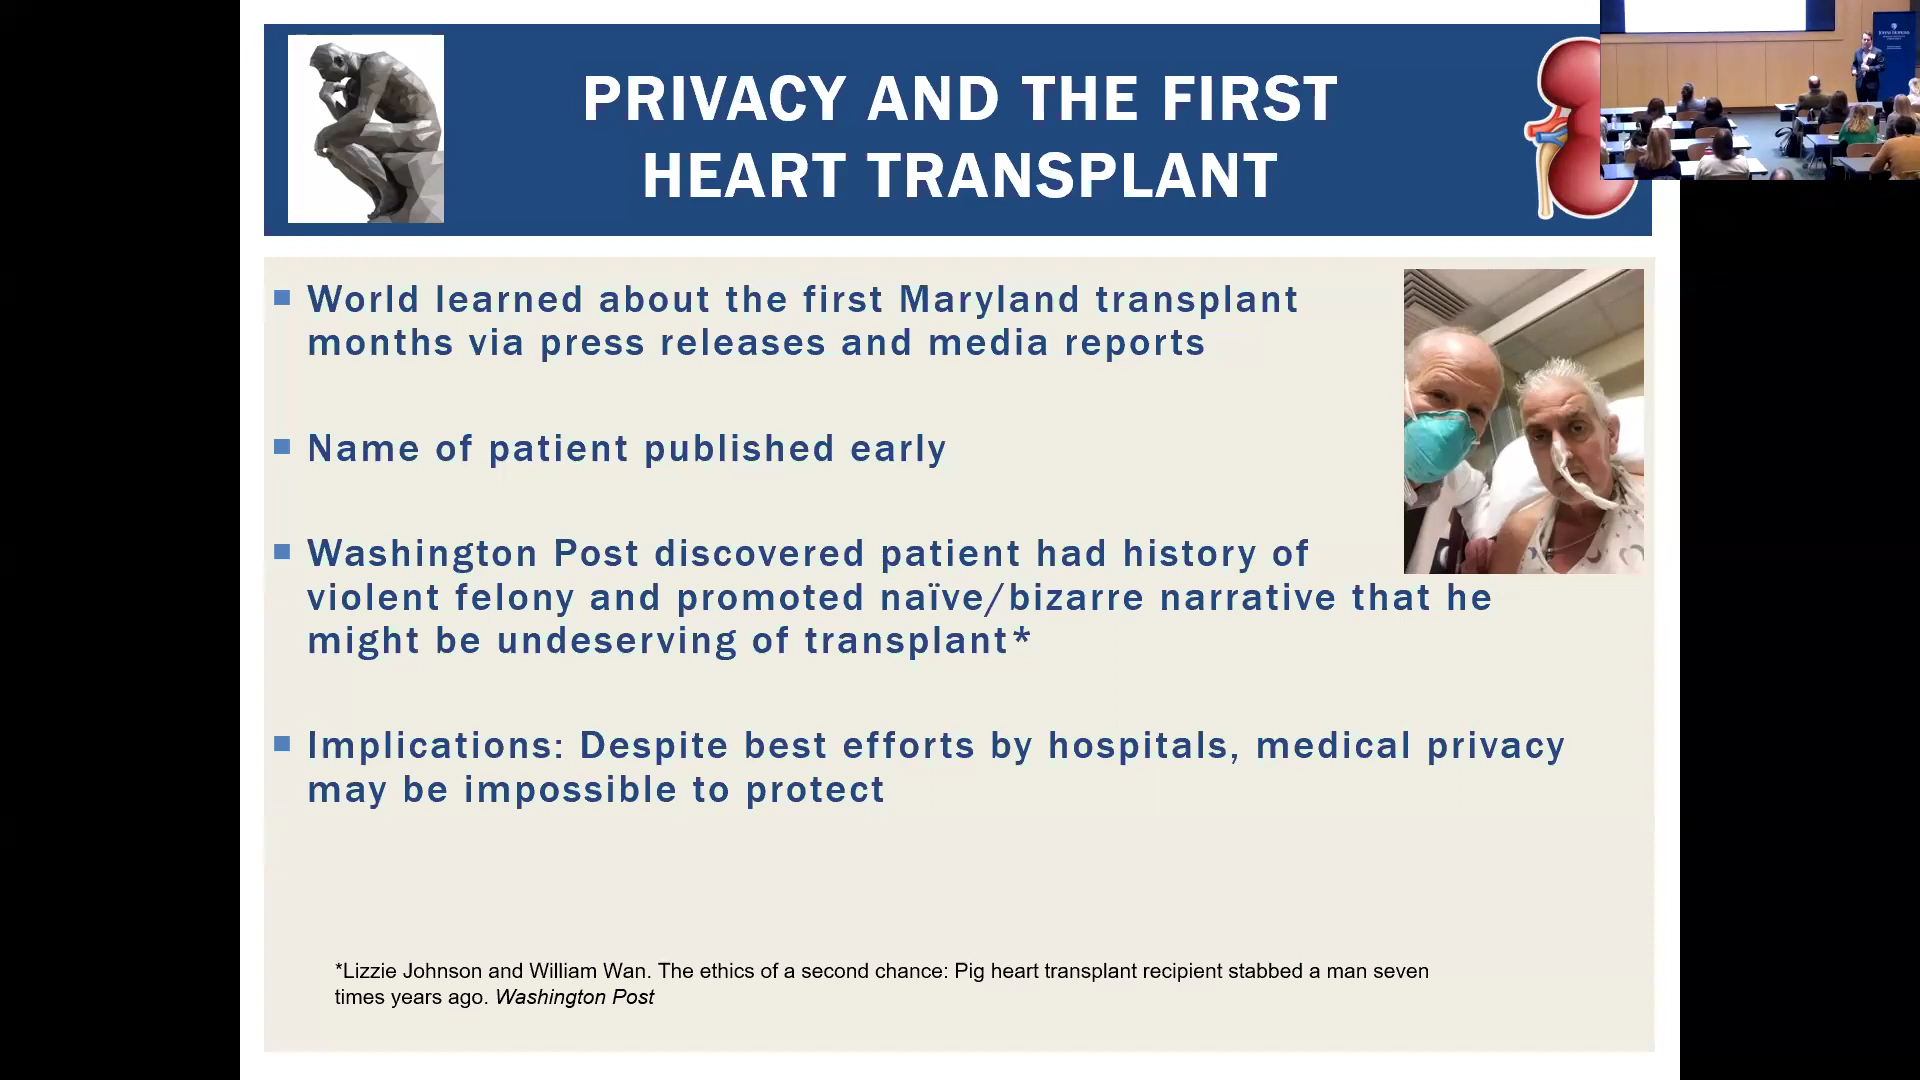 PRIVACY AND THE FIRST
HEART TRANSPLANT
JOHNS HOPKINS
World learned about the first Maryland transplant
months via press releases and media reports
Name of patient published early
Washington Post discovered patient had history of
violent felony and promoted naïve/bizarre narrative that he
might be undeserving of transplant*
Implications: Despite best efforts by hospitals, medical privacy
may be impossible to protect
*Lizzie Johnson and William Wan. The ethics of a second chance: Pig heart transplant recipient stabbed a man seven
times years ago. Washington Post